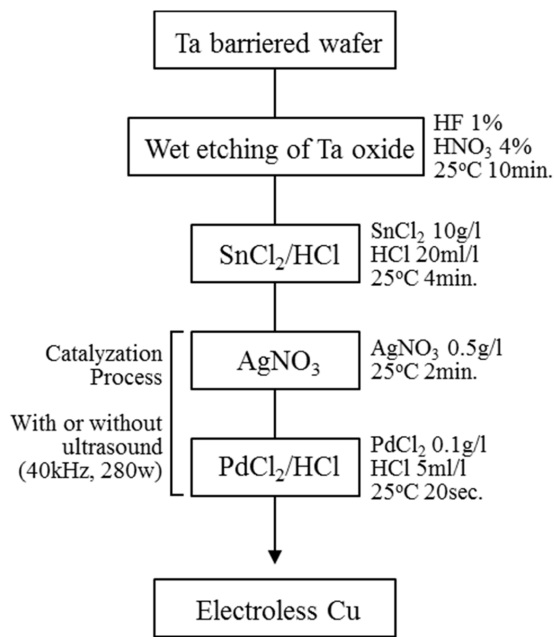 Ta barriered wafer
Wet etching of Ta oxide
HF 1%
HNO₃ 4%
25°C 10min.
SnCl₂/HCl
SnCl₂ 10g/l
HCl 20ml/l
25°C 4min.
Catalyzation
Process
With or without
ultrasound
(40kHz, 280w)
AgNO₃
AgNO₃ 0.5g/l
25°C 2min.
PdCl₂/HCl
PdCl₂ 0.1g/l
HCl 5ml/l
25°C 20sec.
Electroless Cu